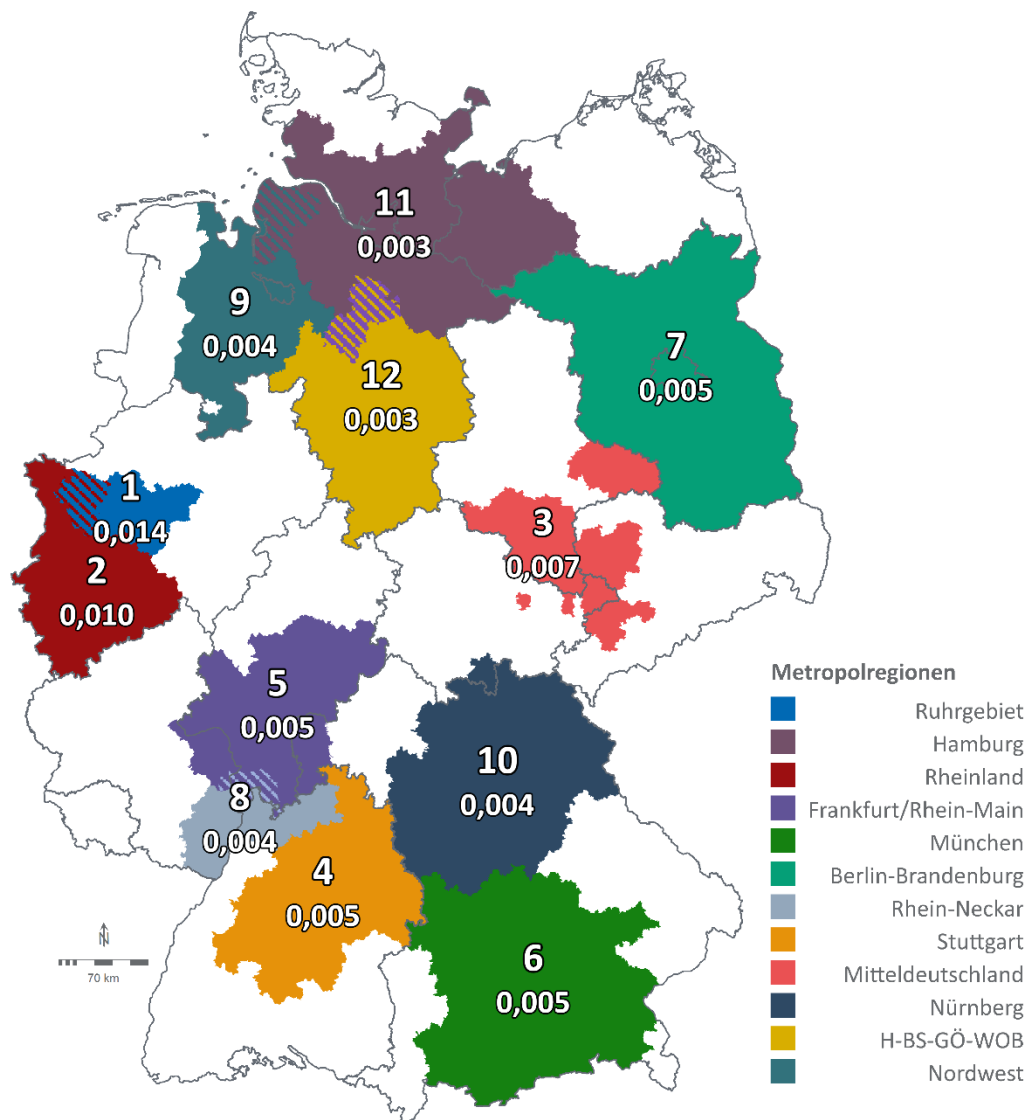 11
0,003
9
0,004
7
0,005
12
0,003
1
0,014
3
0,007
2
0,010
5
0,005
10
0,004
8
0,004
4
0,005
6
0,005
N
70 km
Metropolregionen
Ruhrgebiet
Hamburg
Rheinland
Frankfurt/Rhein-Main
München
Berlin-Brandenburg
Rhein-Neckar
Stuttgart
Mitteldeutschland
Nürnberg
H-BS-GÖ-WOB
Nordwest